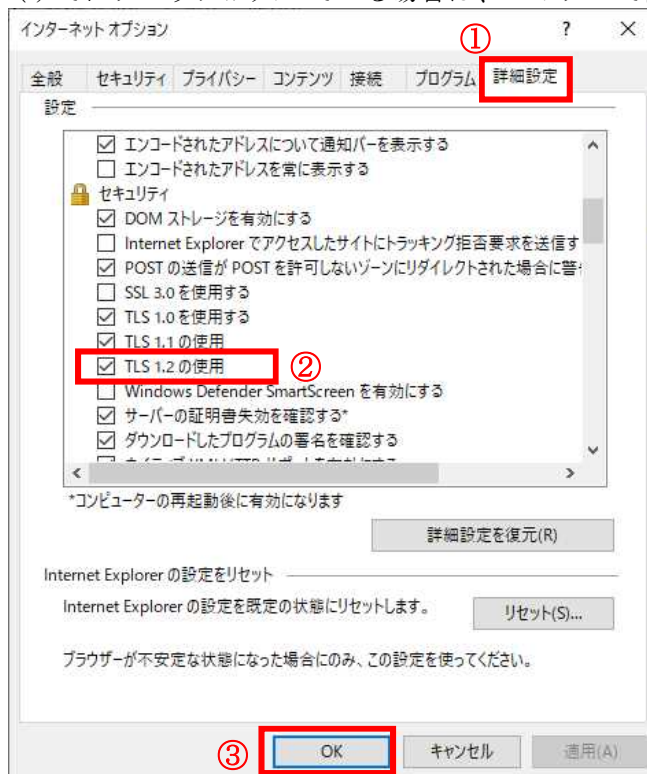 インターネット オプション ? ×
①
全般 セキュリティ プライバシー コンテンツ 接続 プログラム 詳細設定
設定
エンコードされたアドレスについて通知バーを表示する
エンコードされたアドレスを常に表示する
セキュリティ
DOM ストレージを有効にする
Internet Explorer でアクセスしたサイトにトラッキング拒否要求を送信す
POST の送信が POST を許可しないゾーンにリダイレクトされた場合に警
SSL 3.0 を使用する
TLS 1.0 を使用する
TLS 1.1 の使用
TLS 1.2 の使用 ②
Windows Defender SmartScreen を有効にする
サーバーの証明書失効を確認する*
ダウンロードしたプログラムの署名を確認する
*コンピューターの再起動後に有効になります
詳細設定を復元(R)
Internet Explorer の設定をリセット
Internet Explorer の設定を既定の状態にリセットします。 リセット(S)...
ブラウザーが不安定な状態になった場合にのみ、この設定を使ってください。
③ OK キャンセル 適用(A)